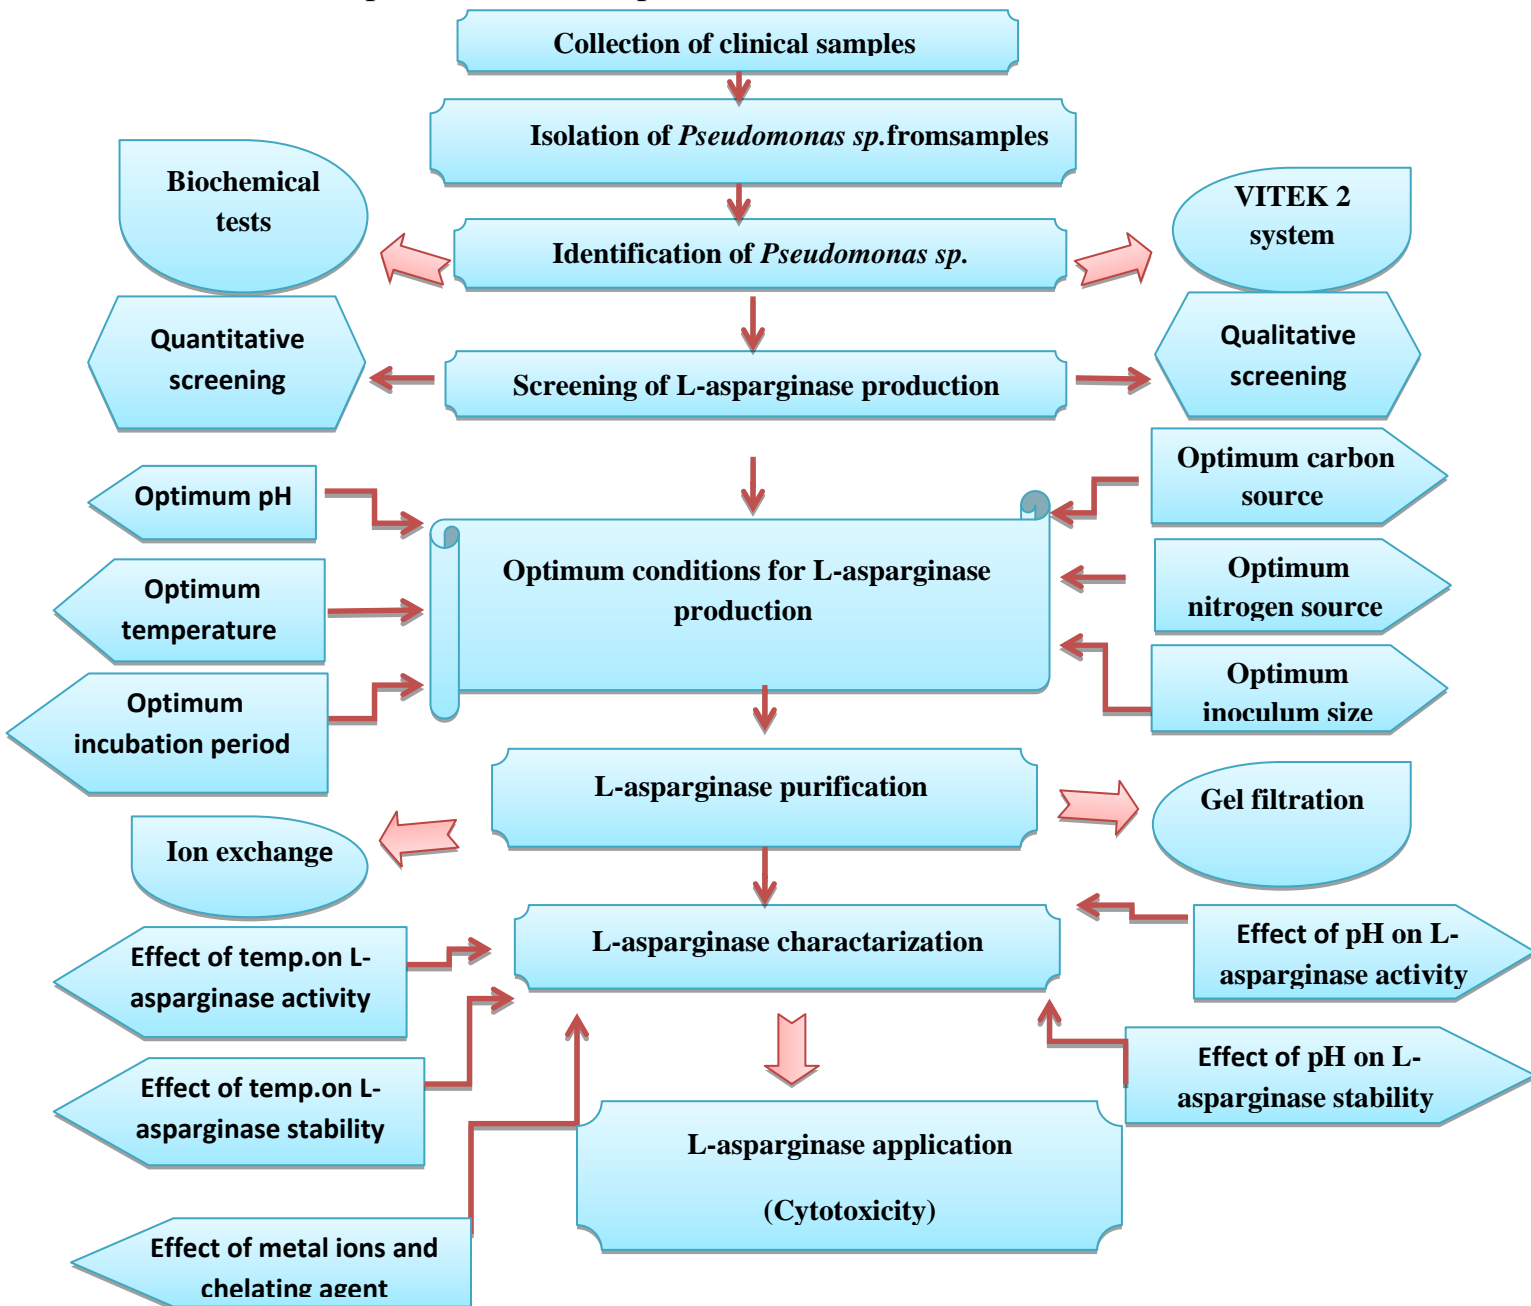 Collection of clinical samples
Isolation of Pseudomonas sp.fromsamples
Biochemical
tests
VITEK 2
system
Identification of Pseudomonas sp.
Quantitative
screening
Qualitative
screening
Screening of L-asparginase production
Optimum carbon
source
Optimum pH
Optimum conditions for L-asparginase
production
Optimum
nitrogen source
Optimum
temperature
Optimum
inoculum size
Optimum
incubation period
L-asparginase purification
Gel filtration
Ion exchange
L-asparginase charactarization
Effect of pH on L-
asparginase activity
Effect of temp.on L-
asparginase activity
Effect of pH on L-
asparginase stability
Effect of temp.on L-
asparginase stability
L-asparginase application
(Cytotoxicity)
Effect of metal ions and
chelating agent